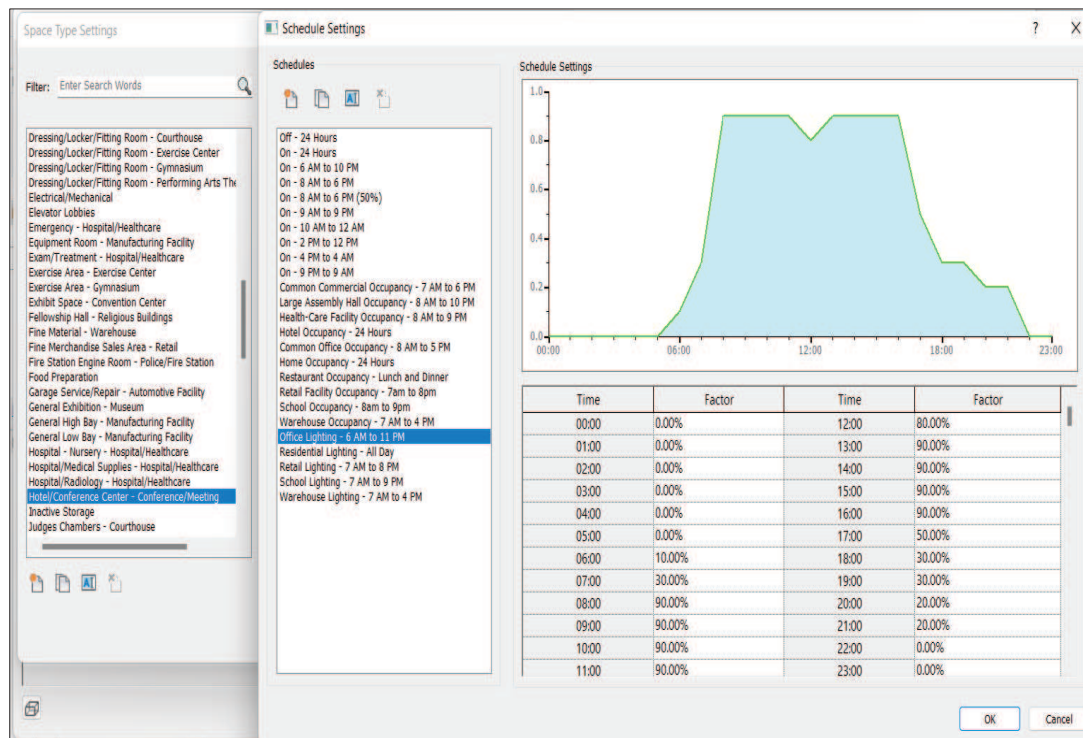 Space Type Settings
Filter: Enter Search Words
Dressing/Locker/Fitting Room - Courthouse
Dressing/Locker/Fitting Room - Exercise Center
Dressing/Locker/Fitting Room - Gymnasium
Dressing/Locker/Fitting Room - Performing Arts The
Electrical/Mechanical
Elevator Lobbies
Emergency - Hospital/Healthcare
Equipment Room - Manufacturing Facility
Exam/Treatment - Hospital/Healthcare
Exercise Area - Exercise Center
Exercise Area - Gymnasium
Exhibit Space - Convention Center
Fellowship Hall - Religious Buildings
Fine Material - Warehouse
Fine Merchandise Sales Area - Retail
Fire Station Engine Room - Police/Fire Station
Food Preparation
Garage Service/Repair - Automotive Facility
General Exhibition - Museum
General High Bay - Manufacturing Facility
General Low Bay - Manufacturing Facility
Hospital - Nursery - Hospital/Healthcare
Hospital/Medical Supplies - Hospital/Healthcare
Hospital/Radiology - Hospital/Healthcare
Hotel/Conference Center - Conference/Meeting
Inactive Storage
Judges Chambers - Courthouse
Schedule Settings
? X
Schedules
Off - 24 Hours
On - 24 Hours
On - 6 AM to 10 PM
On - 8 AM to 6 PM
On - 8 AM to 6 PM (50%)
On - 9 AM to 9 PM
On - 10 AM to 12 AM
On - 2 PM to 12 PM
On - 4 PM to 4 AM
On - 9 PM to 9 AM
Common Commercial Occupancy - 7 AM to 6 PM
Large Assembly Hall Occupancy - 8 AM to 10 PM
Health-Care Facility Occupancy - 8 AM to 9 PM
Hotel Occupancy - 24 Hours
Common Office Occupancy - 8 AM to 5 PM
Home Occupancy - 24 Hours
Restaurant Occupancy - Lunch and Dinner
Retail Facility Occupancy - 7am to 8pm
School Occupancy - 8am to 9pm
Warehouse Occupancy - 7 AM to 4 PM
Office Lighting - 6 AM to 11 PM
Residential Lighting - All Day
Retail Lighting - 7 AM to 8 PM
School Lighting - 7 AM to 9 PM
Warehouse Lighting - 7 AM to 4 PM
Schedule Settings
1.0
0.8
0.6
0.4
0.2
0.0
00:00 06:00 12:00 18:00 23:00
Time Factor Time Factor
00:00 0.00% 12:00 80.00%
01:00 0.00% 13:00 90.00%
02:00 0.00% 14:00 90.00%
03:00 0.00% 15:00 90.00%
04:00 0.00% 16:00 90.00%
05:00 0.00% 17:00 50.00%
06:00 10.00% 18:00 30.00%
07:00 30.00% 19:00 30.00%
08:00 90.00% 20:00 20.00%
09:00 90.00% 21:00 20.00%
10:00 90.00% 22:00 0.00%
11:00 90.00% 23:00 0.00%
OK Cancel